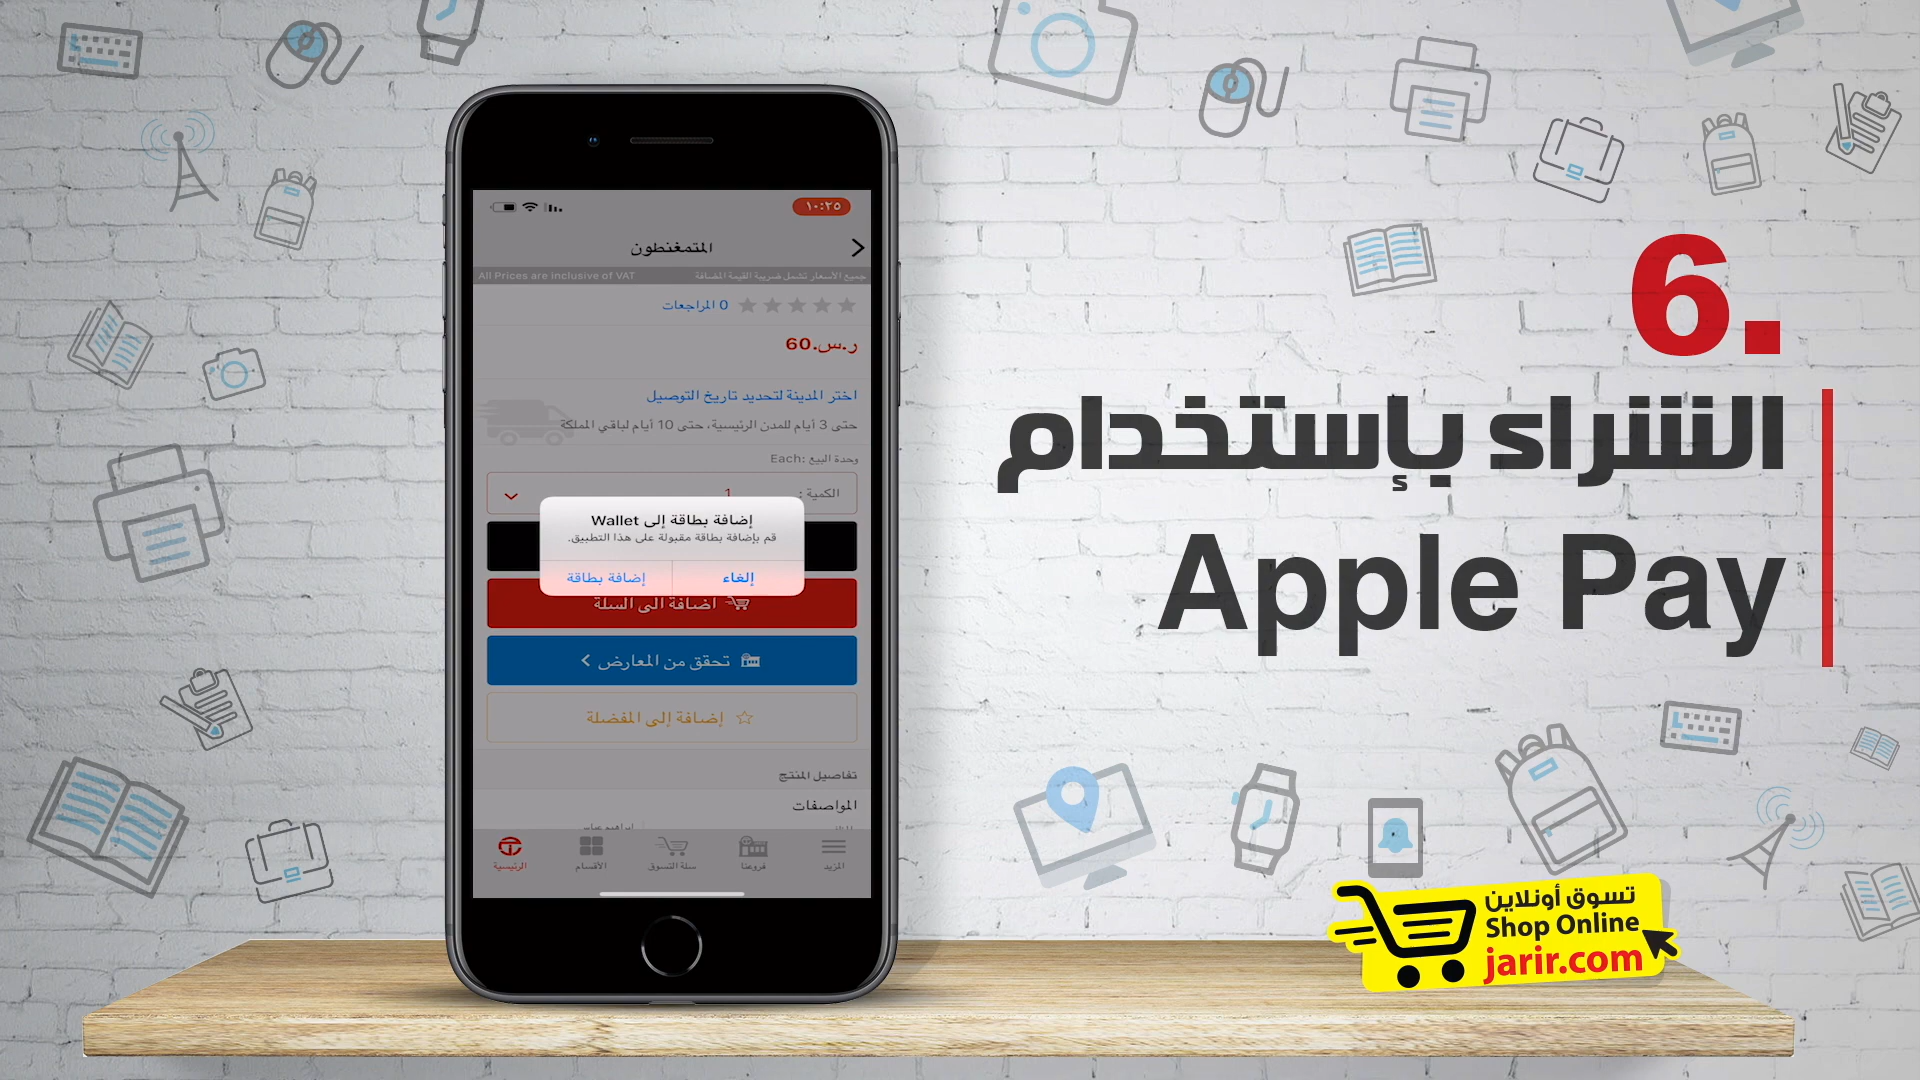 ١٠:٢٥
المتمغنطون
جميع الأسعار تشمل ضريبة القيمة المضافة
All Prices are inclusive of VAT
0 المراجعات
ر.س.60
اختر المدينة لتحديد تاريخ التوصيل
حتى 3 أيام للمدن الرئيسية، حتى 10 أيام لباقي المملكة
وحدة البيع :Each
الكمية : 1
إضافة بطاقة إلى Wallet
قم بإضافة بطاقة مقبولة على هذا التطبيق.
إلغاء
إضافة بطاقة
اضافة الى السلة
تحقق من المعارض
إضافة إلى المفضلة
تفاصيل المنتج
المواصفات
ابراهيم عباس
المزيد
فروعنا
سلة التسوق
الأقسام
الرئيسية
6.
الشراء بإستخدام
Apple Pay
تسوق أونلاين
Shop Online
jarir.com